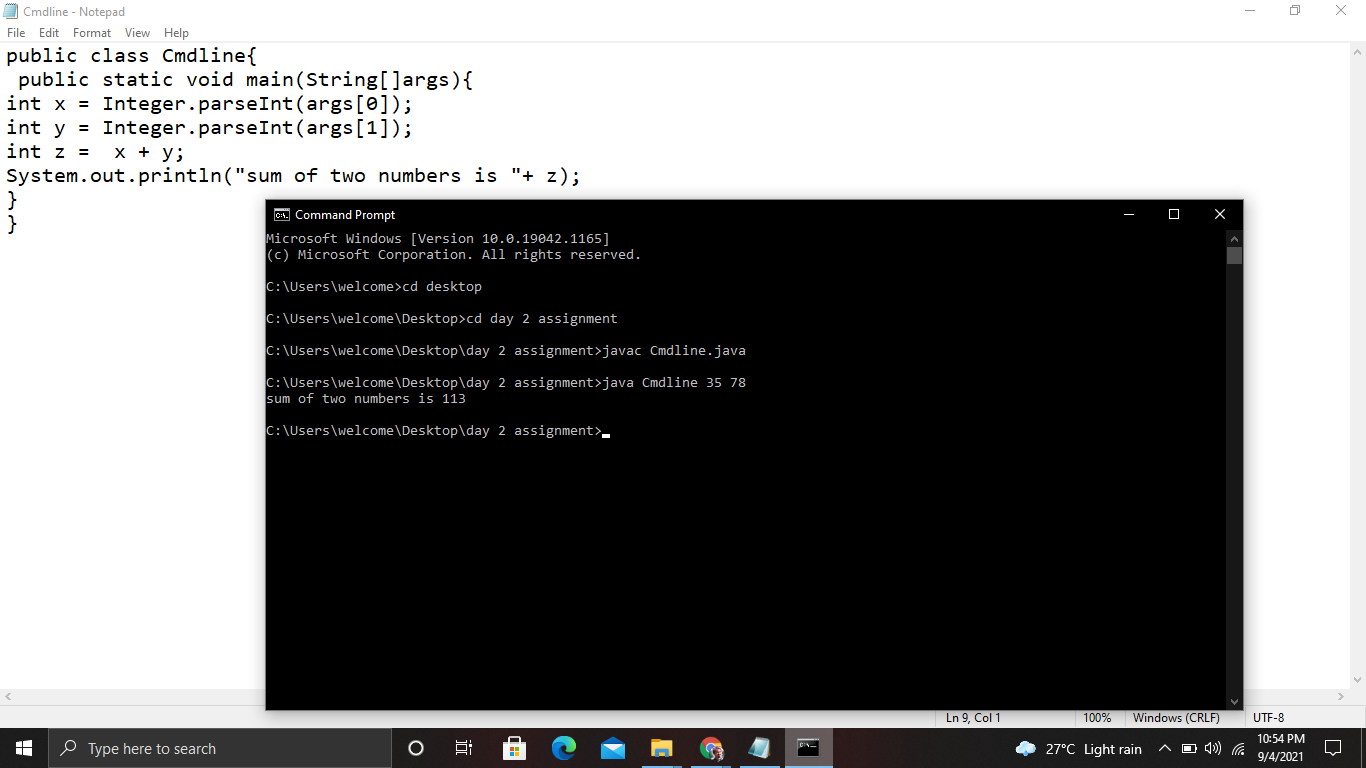 Cmdline - Notepad
File Edit Format View Help
public class Cmdline{
 public static void main(String[]args){
int x = Integer.parseInt(args[0]);
int y = Integer.parseInt(args[1]);
int z =  x + y;
System.out.println("sum of two numbers is "+ z);
}
}
Command Prompt
Microsoft Windows [Version 10.0.19042.1165]
(c) Microsoft Corporation. All rights reserved.
C:\Users\welcome>cd desktop
C:\Users\welcome\Desktop>cd day 2 assignment
C:\Users\welcome\Desktop\day 2 assignment>javac Cmdline.java
C:\Users\welcome\Desktop\day 2 assignment>java Cmdline 35 78
sum of two numbers is 113
C:\Users\welcome\Desktop\day 2 assignment>
Ln 9, Col 1 100% Windows (CRLF) UTF-8
Type here to search
27°C Light rain
10:54 PM
9/4/2021